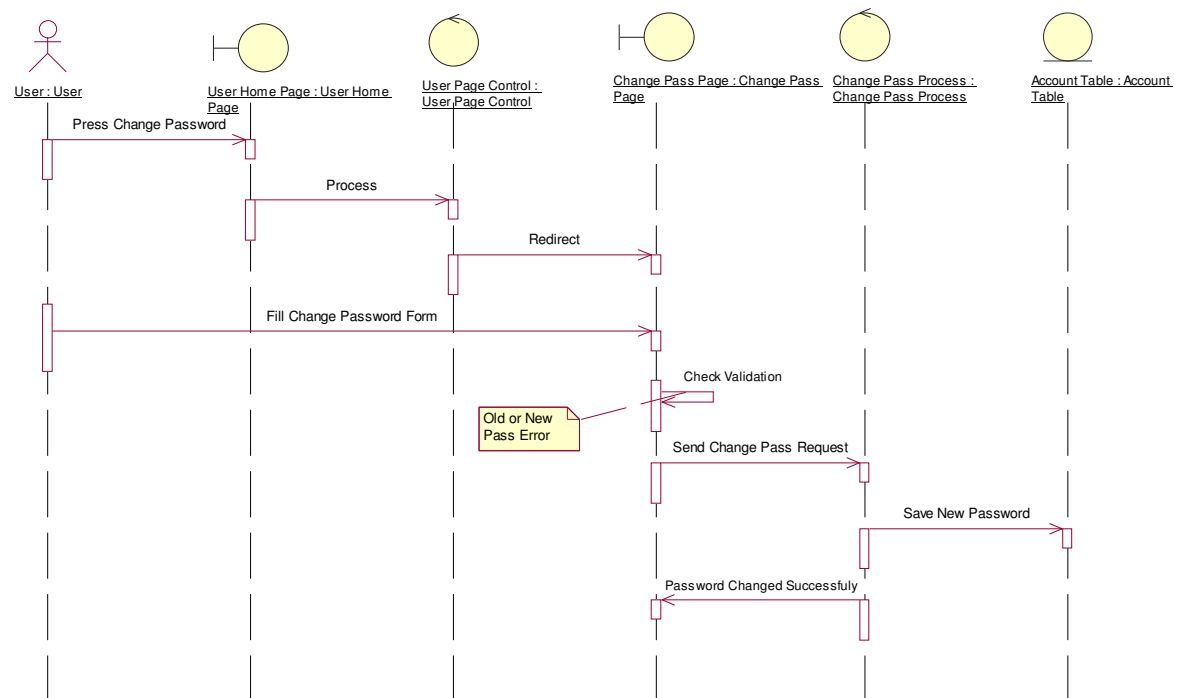 User : User
User Home Page : User Home
Page
User Page Control :
User Page Control
Change Pass Page : Change Pass
Page
Change Pass Process :
Change Pass Process
Account Table : Account
Table
Press Change Password
Process
Redirect
Fill Change Password Form
Check Validation
Old or New
Pass Error
Send Change Pass Request
Save New Password
Password Changed Successfuly